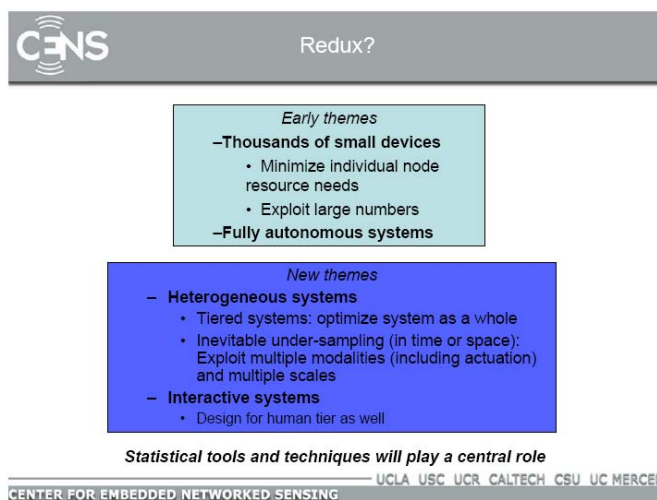 CENS
Redux?
Early themes
–Thousands of small devices
• Minimize individual node
resource needs
• Exploit large numbers
–Fully autonomous systems
New themes
– Heterogeneous systems
• Tiered systems: optimize system as a whole
• Inevitable under-sampling (in time or space):
Exploit multiple modalities (including actuation)
and multiple scales
– Interactive systems
• Design for human tier as well
Statistical tools and techniques will play a central role
UCLA USC UCR CALTECH CSU UC MERCED
CENTER FOR EMBEDDED NETWORKED SENSING